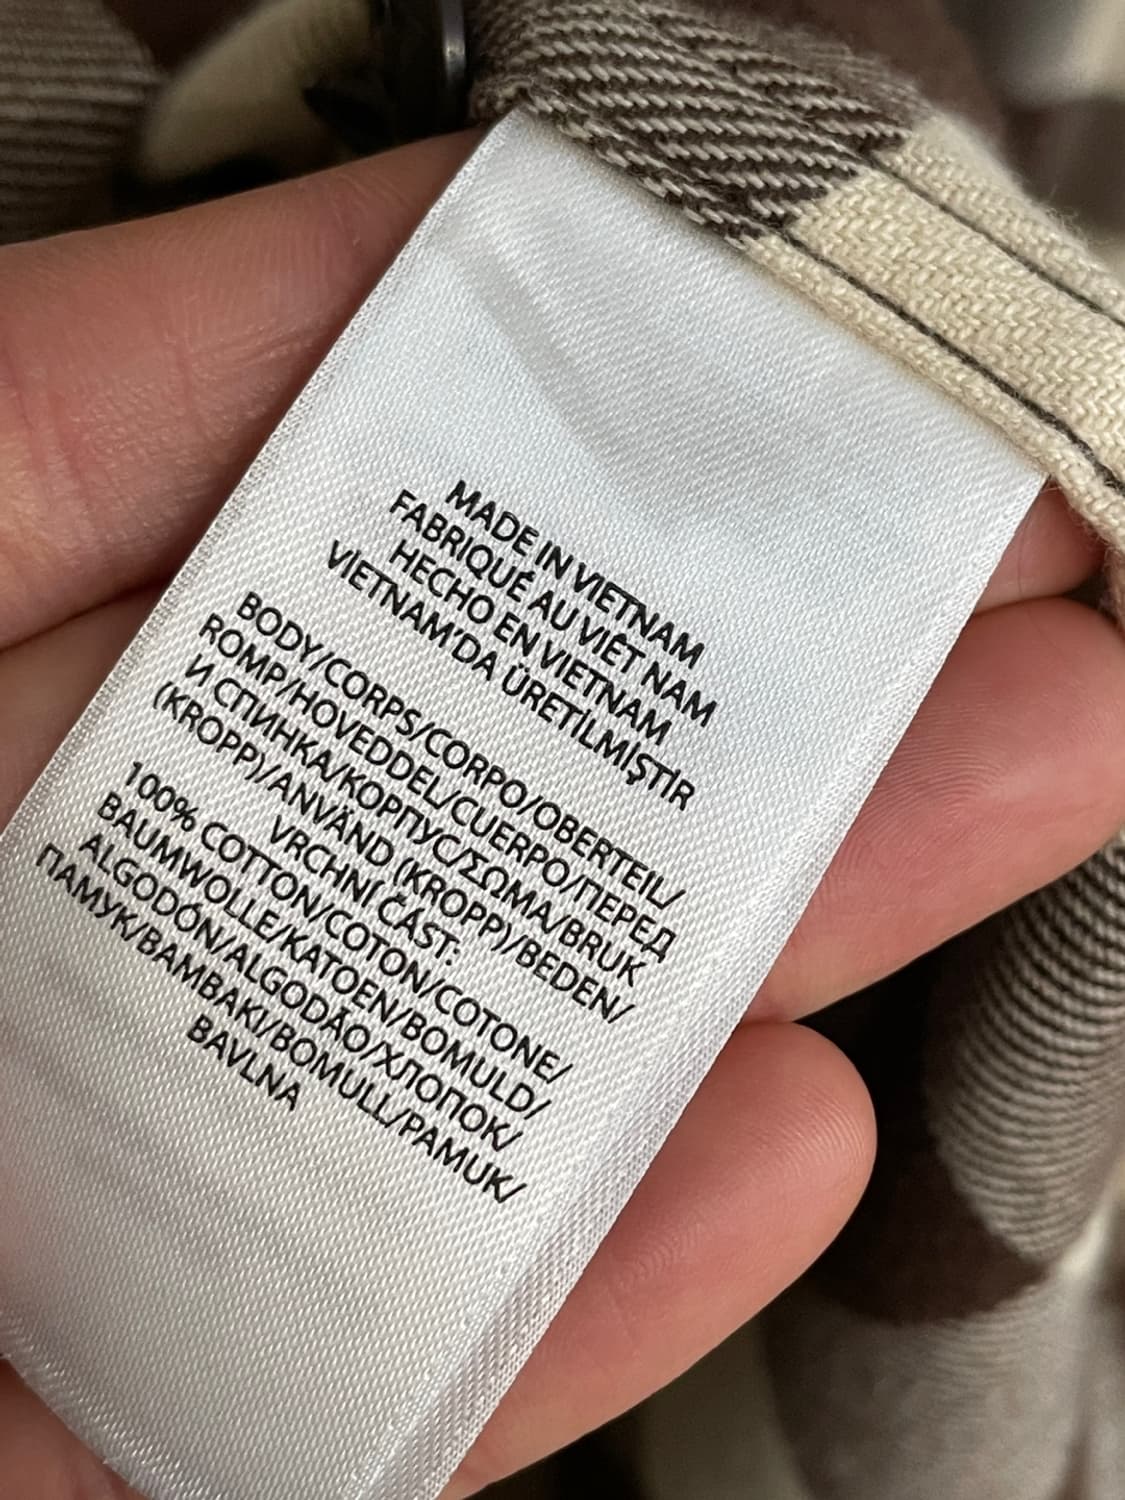 MADE IN VIETNAM
FABRIQUÉ AU VIÊT NAM
HECHO EN VIETNAM
VİETNAM'DA ÜRETİLMİŞTİR
BODY/CORPS/CORPO/OBERTEIL/
ROMP/HOVEDDEL/CUERPO/ПЕРЕД
И СПИНКА/КОРПУС/ΣΩΜΑ/BRUK
(KROPP)/ANVÄND (KROPP)/BEDEN/
VRCHNÍ ČÁST:
100% COTTON/COTON/COTONE/
BAUMWOLLE/KATOEN/BOMULD/
ALGODÓN/ALGODÃO/ХЛОПОК/
ПАМУК/ΒΑΜΒΑΚΙ/BOMULL/PAMUK/
BAVLNA